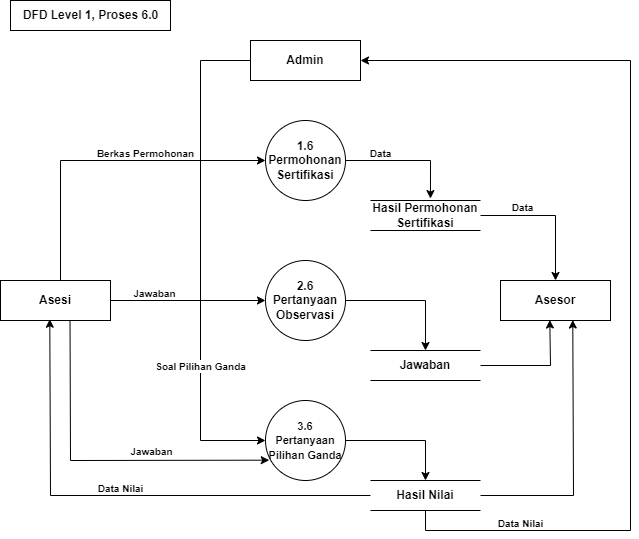 DFD Level 1, Proses 6.0
Admin
1.6
Permohonan
Sertifikasi
Berkas Permohonan
Data
Hasil Permohonan
Sertifikasi
Data
Asesi
Jawaban
2.6
Pertanyaan
Observasi
Asesor
Jawaban
Soal Pilihan Ganda
3.6
Pertanyaan
Pilihan Ganda
Jawaban
Data Nilai
Hasil Nilai
Data Nilai